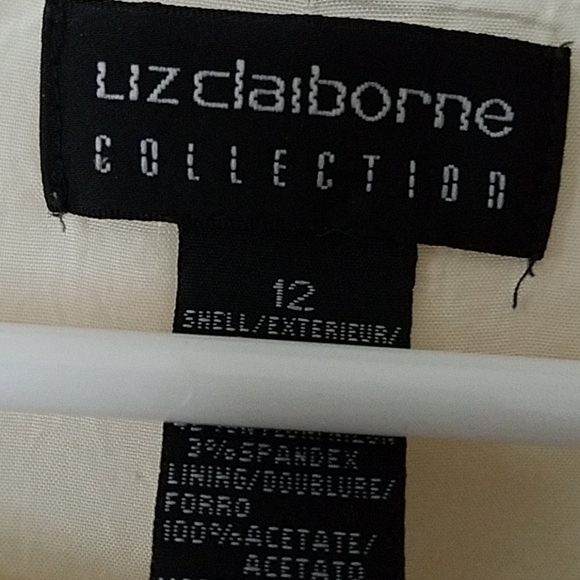 Liz claiborne
COLLECTION
12
SHELL/EXTERIEUR/
3%SPANDEX
LINING/DOUBLURE/
FORRO
100%ACETATE/
ACETATO